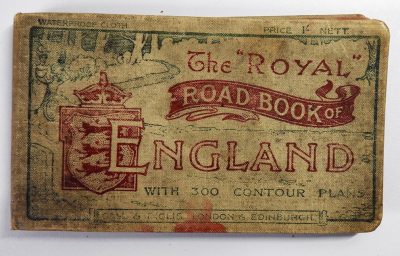 WATERPROOF CLOTH
PRICE 1/- NETT.
The "ROYAL"
ROAD BOOK OF
ENGLAND
WITH 300 CONTOUR PLANS
GALL & INGLIS, LONDON & EDINBURGH